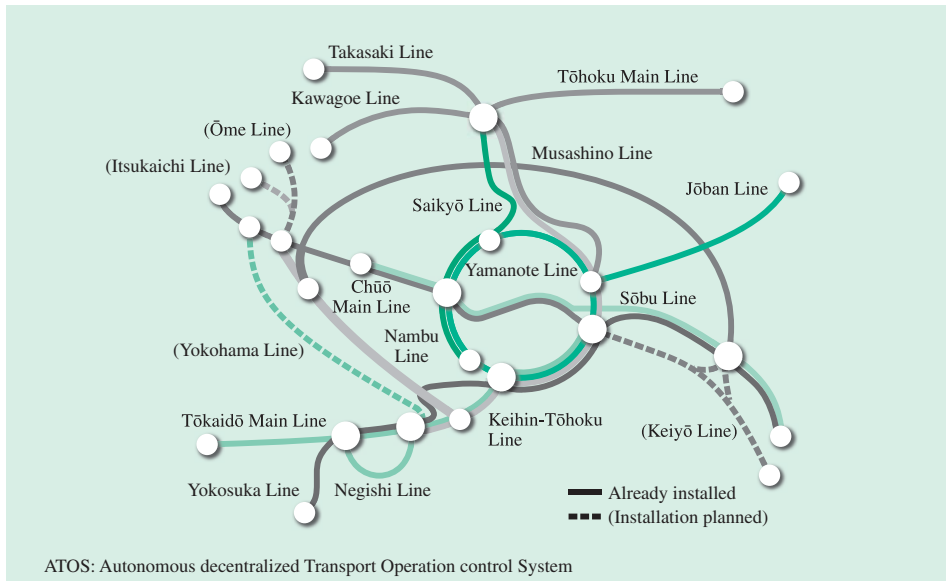 Takasaki Line
Tōhoku Main Line
Kawagoe Line
(Ōme Line)
Musashino Line
(Itsukaichi Line)
Jōban Line
Saikyō Line
Yamanote Line
Chūō
Main Line
Sōbu Line
Nambu
Line
(Yokohama Line)
Tōkaidō Main Line
Keihin-Tōhoku
Line
(Keiyō Line)
Yokosuka Line
Negishi Line
Already installed
(Installation planned)
ATOS: Autonomous decentralized Transport Operation control System